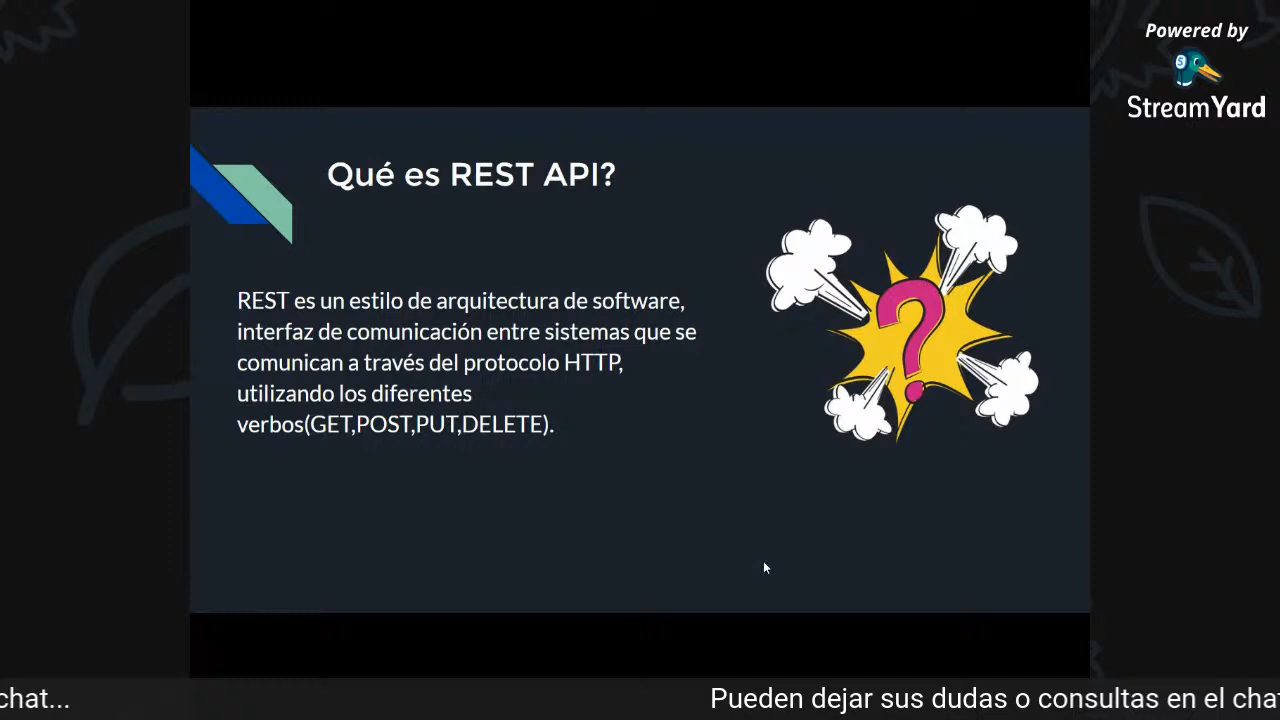 Powered by
StreamYard
Qué es REST API?
REST es un estilo de arquitectura de software,
interfaz de comunicación entre sistemas que se
comunican a través del protocolo HTTP,
utilizando los diferentes
verbos(GET,POST,PUT,DELETE).
chat... Pueden dejar sus dudas o consultas en el cha